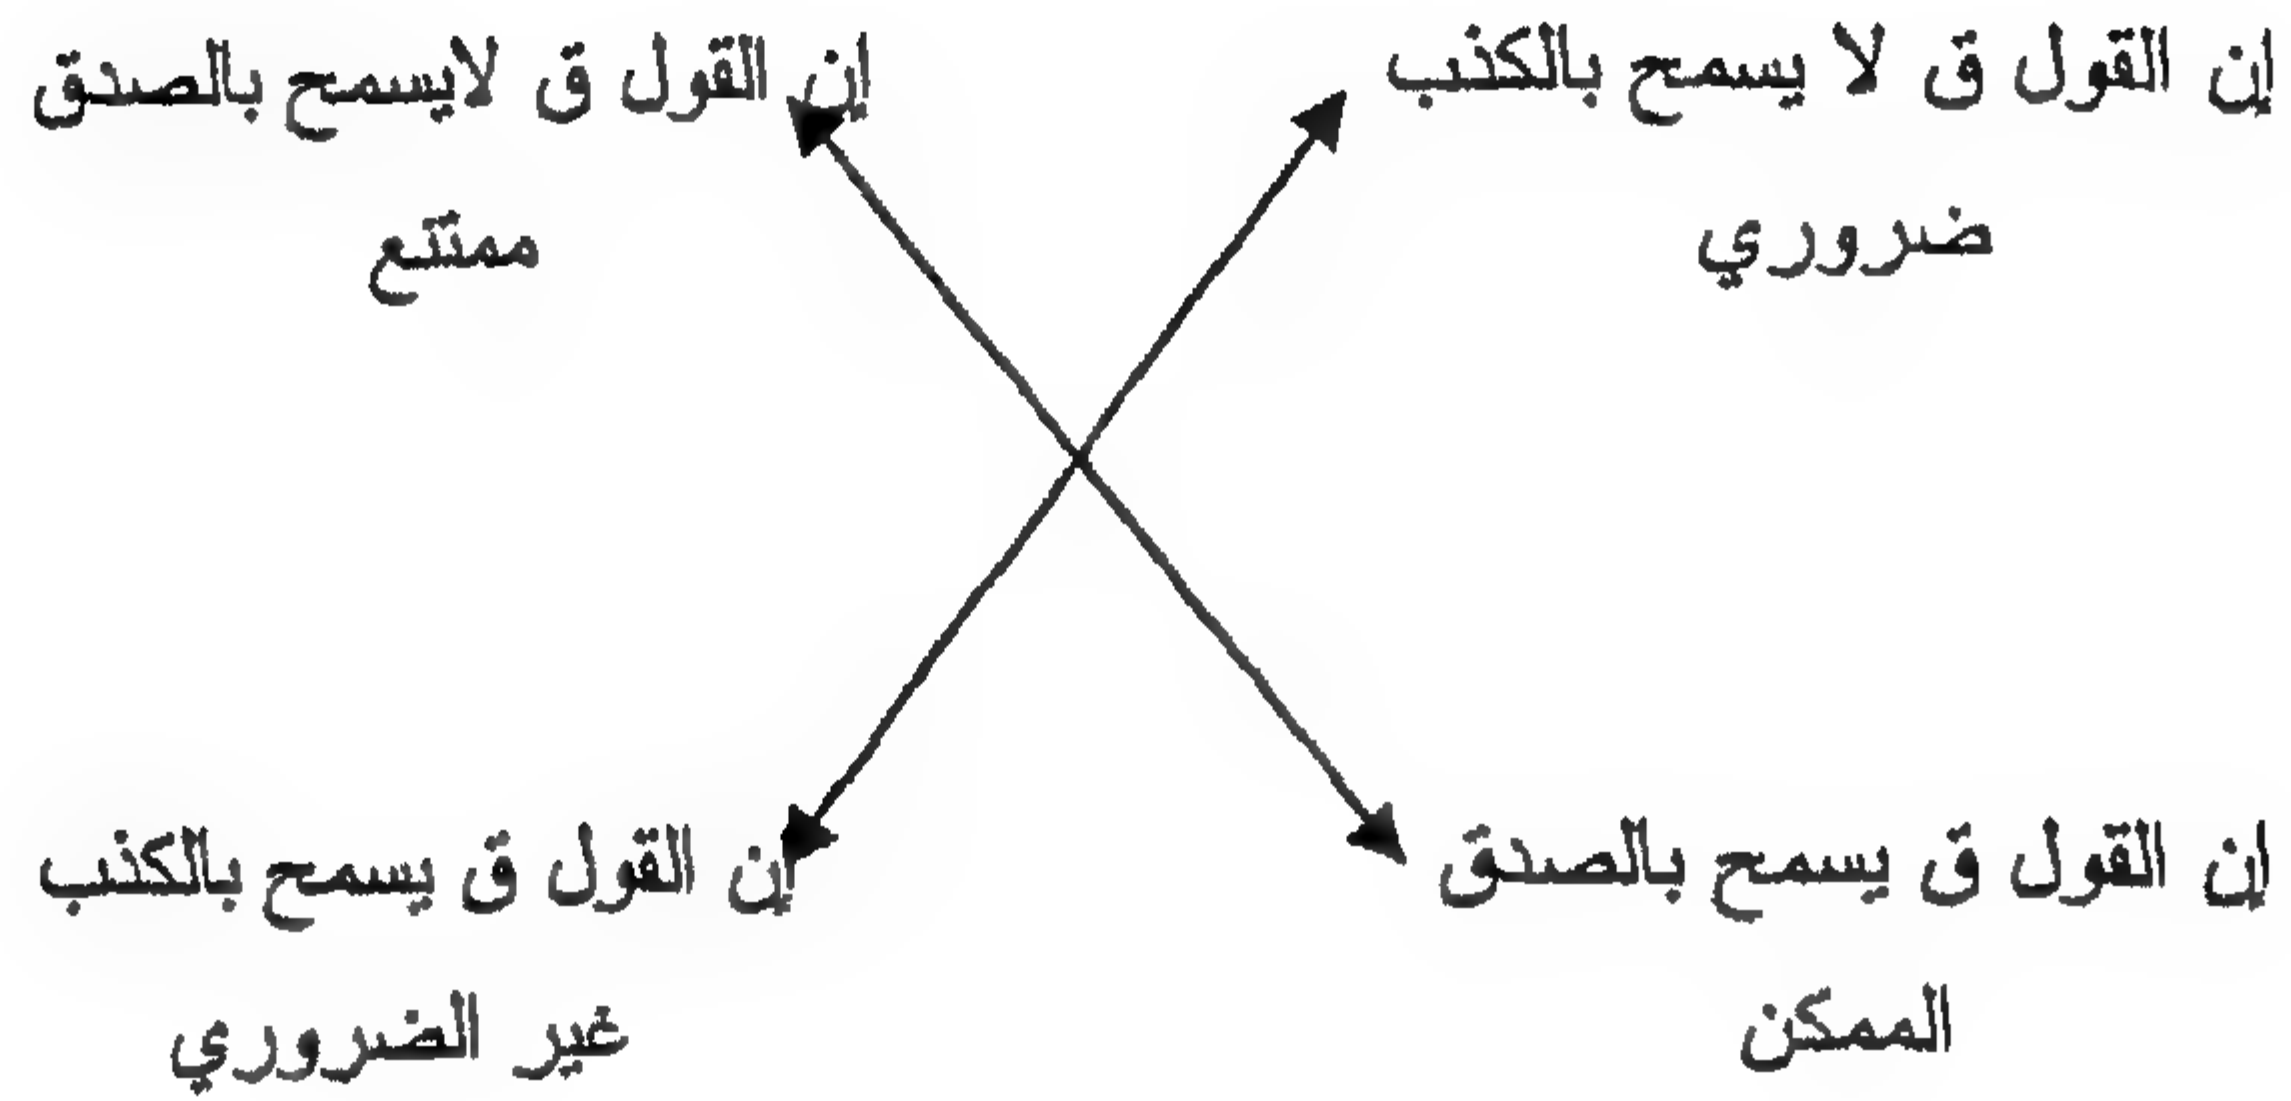 إن القول ق لا يسمح بالكذب
ضروري
إن القول ق لايسمح بالصدق
ممتنع
إن القول ق يسمح بالصدق
الممكن
إن القول ق يسمح بالكذب
غير الضروري